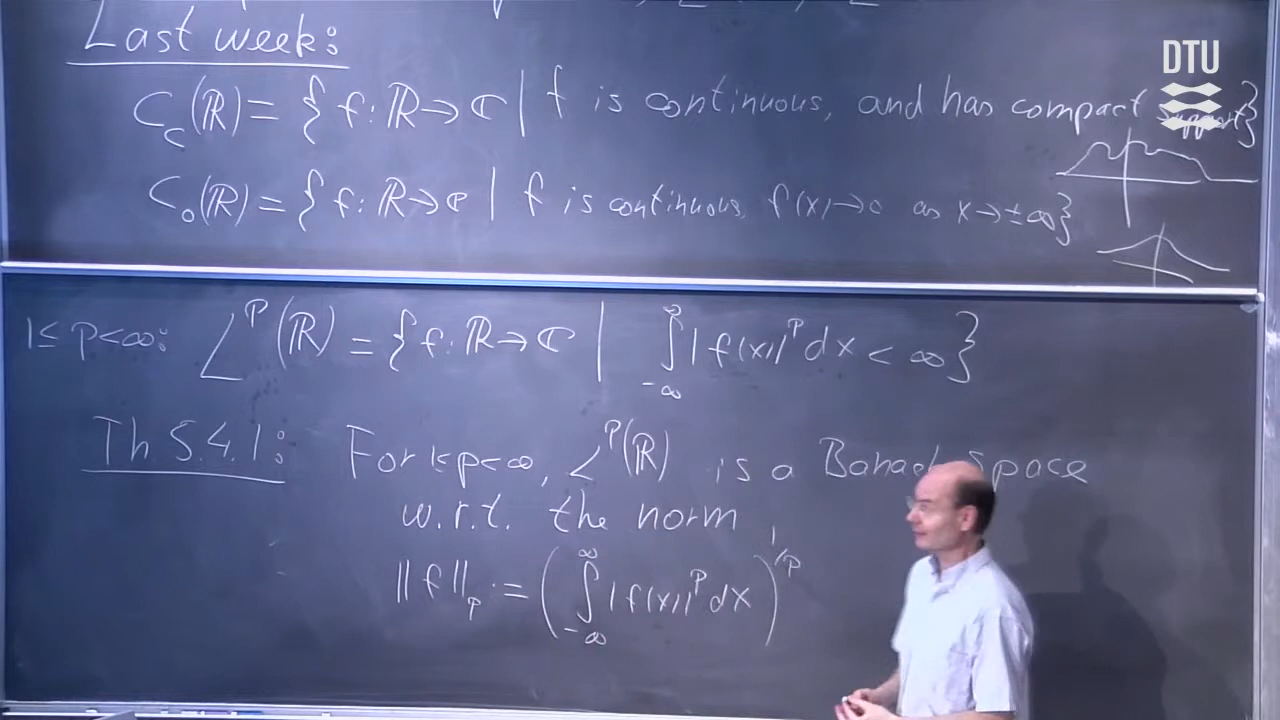 Last week:
DTU
C_c(ℝ) = { f: ℝ → ℂ | f is continuous, and has compact support}
C_0(ℝ) = { f: ℝ → ℂ | f is continuous, f(x) → 0 as x → ±∞}
1 ≤ p < ∞: L^p(ℝ) = { f: ℝ → ℂ | ∫_{-∞}^{∞} |f(x)|^p dx < ∞ }
Th 5.4.1: For 1≤p<∞, L^p(ℝ) is a Banach space
w.r.t. the norm
||f||_p := ( ∫_{-∞}^{∞} |f(x)|^p dx )^{1/p}